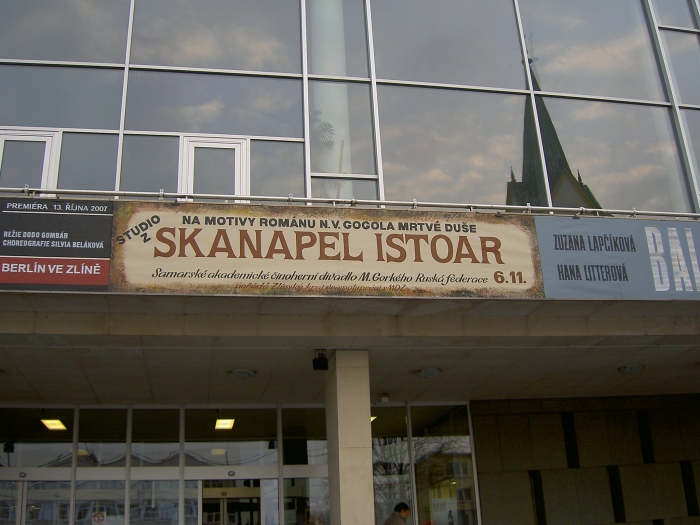 PREMIÉRA 13. ŘÍJNA 2007
REŽIE DODO GOMBÁR
CHOREOGRAFIE SILVIA BELÁKOVÁ
BERLÍN VE ZLÍNĚ
STUDIO Z
NA MOTIVY ROMÁNU N.V. GOGOLA MRTVÉ DUŠE
SKANAPEL ISTOAR
Samarské akademické činoherní divadlo M. Gorkého Ruská federace 6.11.
ZUZANA LAPČÍKOVÁ
HANA LITTEROVÁ